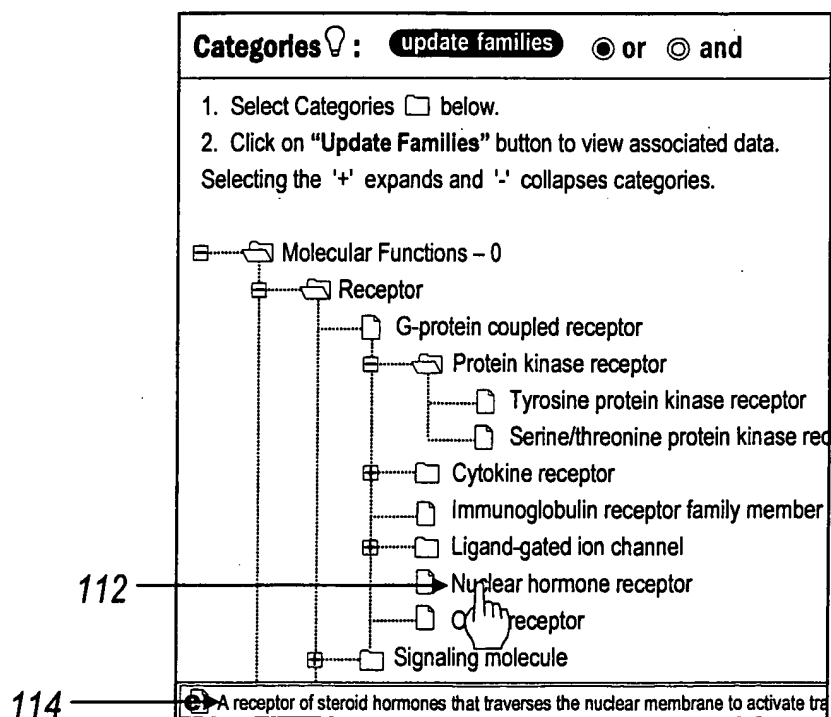 Categories : update families or and
1. Select Categories below.
2. Click on “Update Families” button to view associated data.
Selecting the '+' expands and '-' collapses categories.
Molecular Functions – 0
Receptor
G-protein coupled receptor
Protein kinase receptor
Tyrosine protein kinase receptor
Serine/threonine protein kinase rec
Cytokine receptor
Immunoglobulin receptor family member
Ligand-gated ion channel
112 Nuclear hormone receptor
receptor
Signaling molecule
114 e A receptor of steroid hormones that traverses the nuclear membrane to activate tra